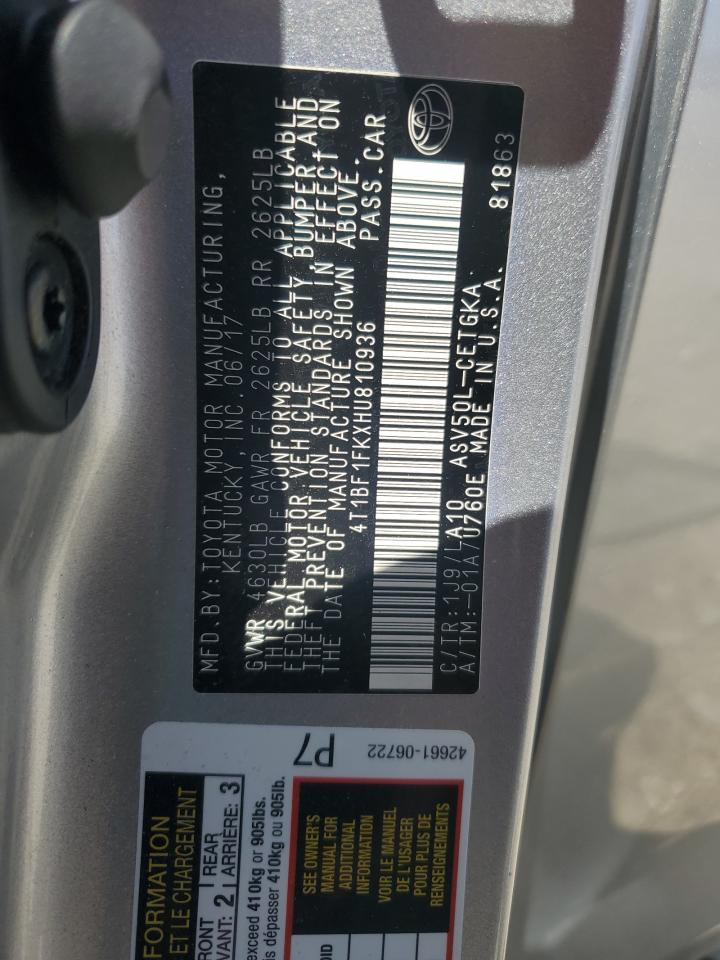 MFD.BY:TOYOTA MOTOR MANUFACTURING,
KENTUCKY,INC.06/17
GVWR 4630LB GAWR FR 2625LB RR 2625LB
THIS VEHICLE CONFORMS TO ALL APPLICABLE
FEDERAL MOTOR VEHICLE SAFETY,BUMPER,AND
THEFT PREVENTION STANDARDS IN EFFECT ON
THE DATE OF MANUFACTURE SHOWN ABOVE.
4T1BF1FKXHU810936 PASS.CAR
C/TR:1J9/LA10 ASV50L-CETGKA
A/TM:-01A/U760E MADE IN U.S.A. 81863
P7
42661-06722
FORMATION
ET LE CHARGEMENT
RONT
VANT: 2
REAR
ARRIÈRE: 3
exceed 410kg or 905lbs.
is dépasser 410kg ou 905lb.
SEE OWNER'S
MANUAL FOR
ADDITIONAL
INFORMATION
VOIR LE MANUEL
DE L'USAGER
POUR PLUS DE
RENSEIGNEMENTS